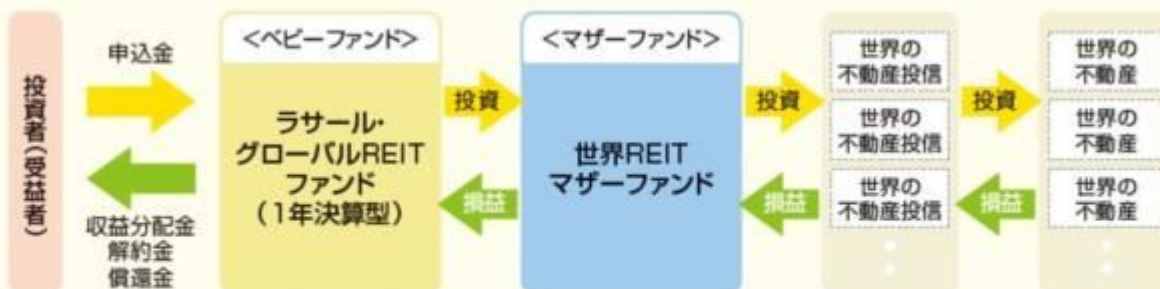 投資者(受益者)
申込金
収益分配金
解約金
償還金
<ベビーファンド>
ラサール・
グローバルREIT
ファンド
(1年決算型)
投資
損益
<マザーファンド>
世界REIT
マザーファンド
投資
損益
世界の
不動産投信
世界の
不動産投信
世界の
不動産投信
投資
損益
世界の
不動産
世界の
不動産
世界の
不動産